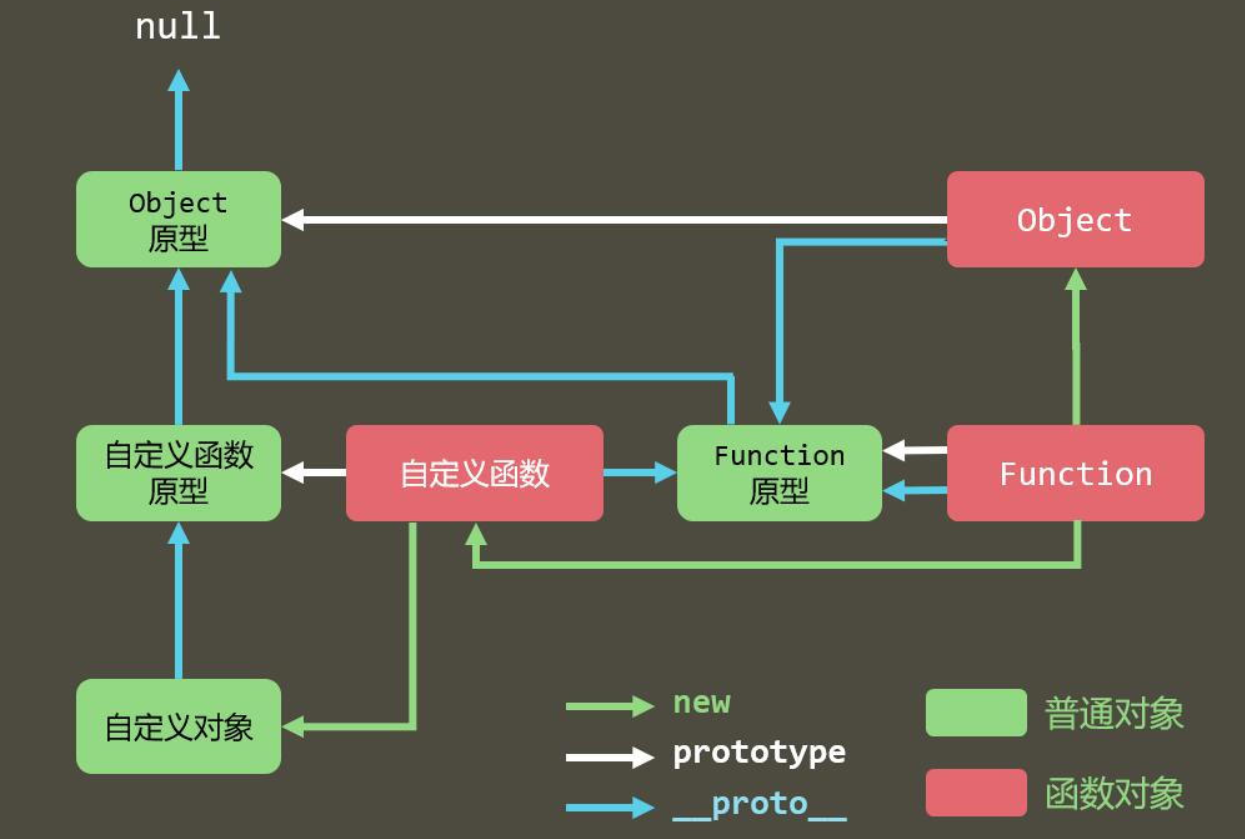 null
Object
原型
Object
自定义函数
原型
自定义函数
Function
原型
Function
自定义对象
new
prototype
__proto__
普通对象
函数对象